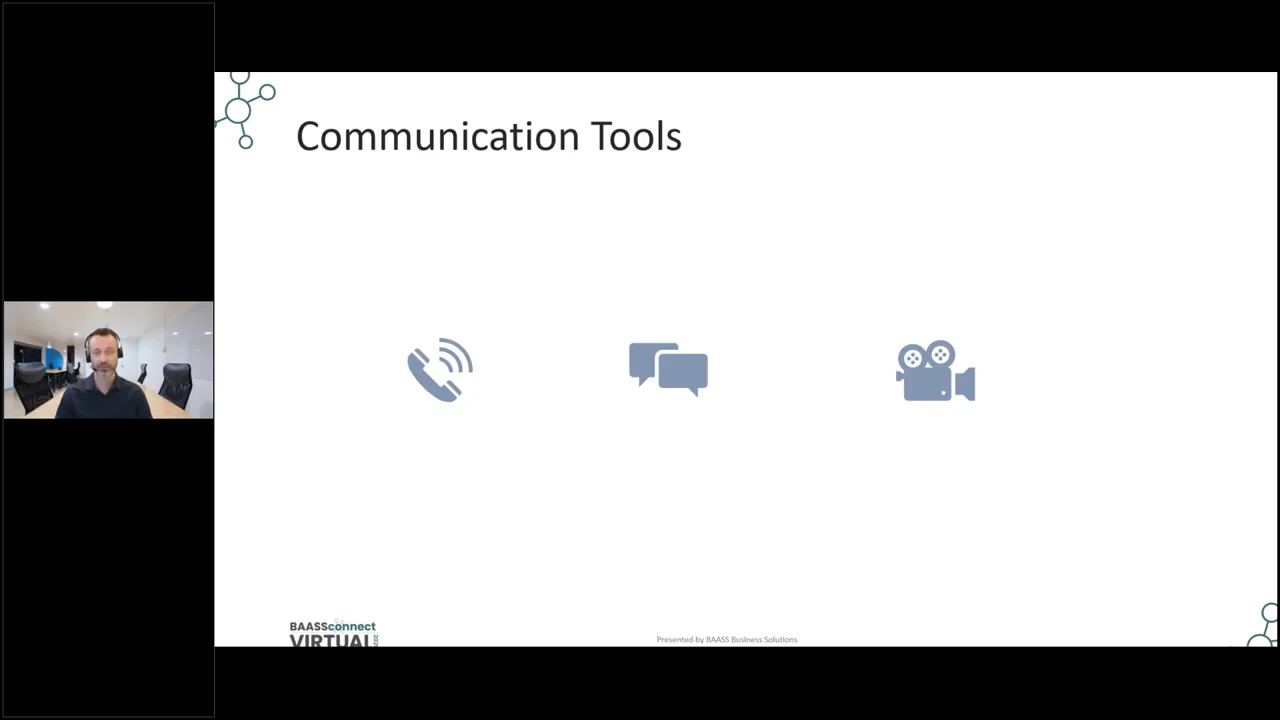 Communication Tools
BAASSconnect
VIRTUAL
Presented by BAASS Business Solutions